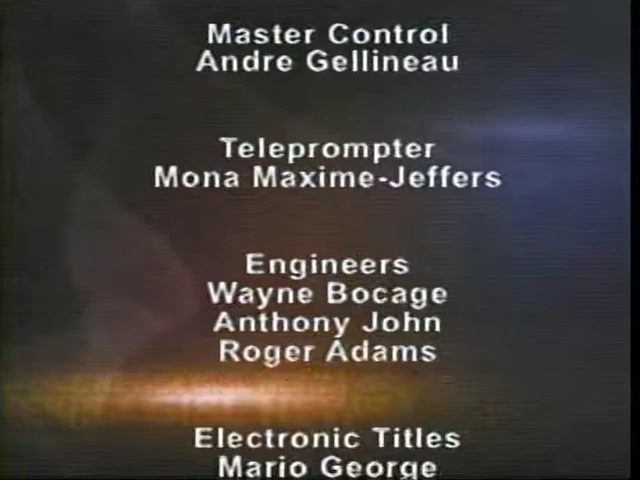 Master Control
Andre Gellineau
Teleprompter
Mona Maxime-Jeffers
Engineers
Wayne Bocage
Anthony John
Roger Adams
Electronic Titles
Mario George